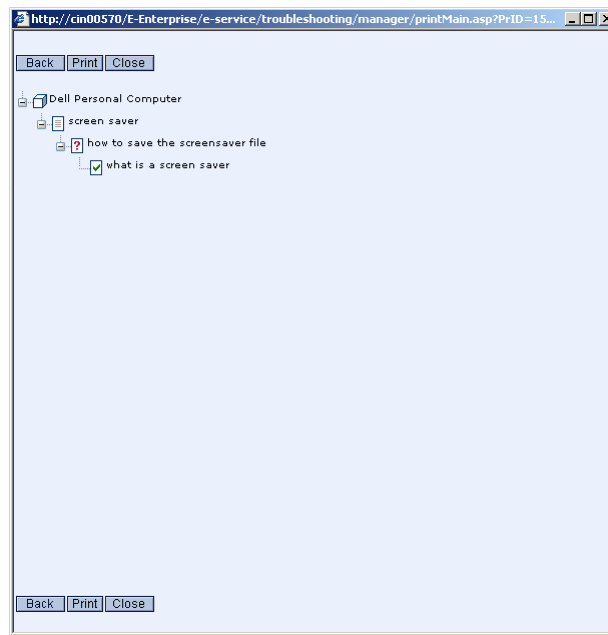 http://cin00570/E-Enterprise/e-service/troubleshooting/manager/printMain.asp?PrID=15...
Back Print Close
Dell Personal Computer
screen saver
how to save the screensaver file
what is a screen saver
Back Print Close